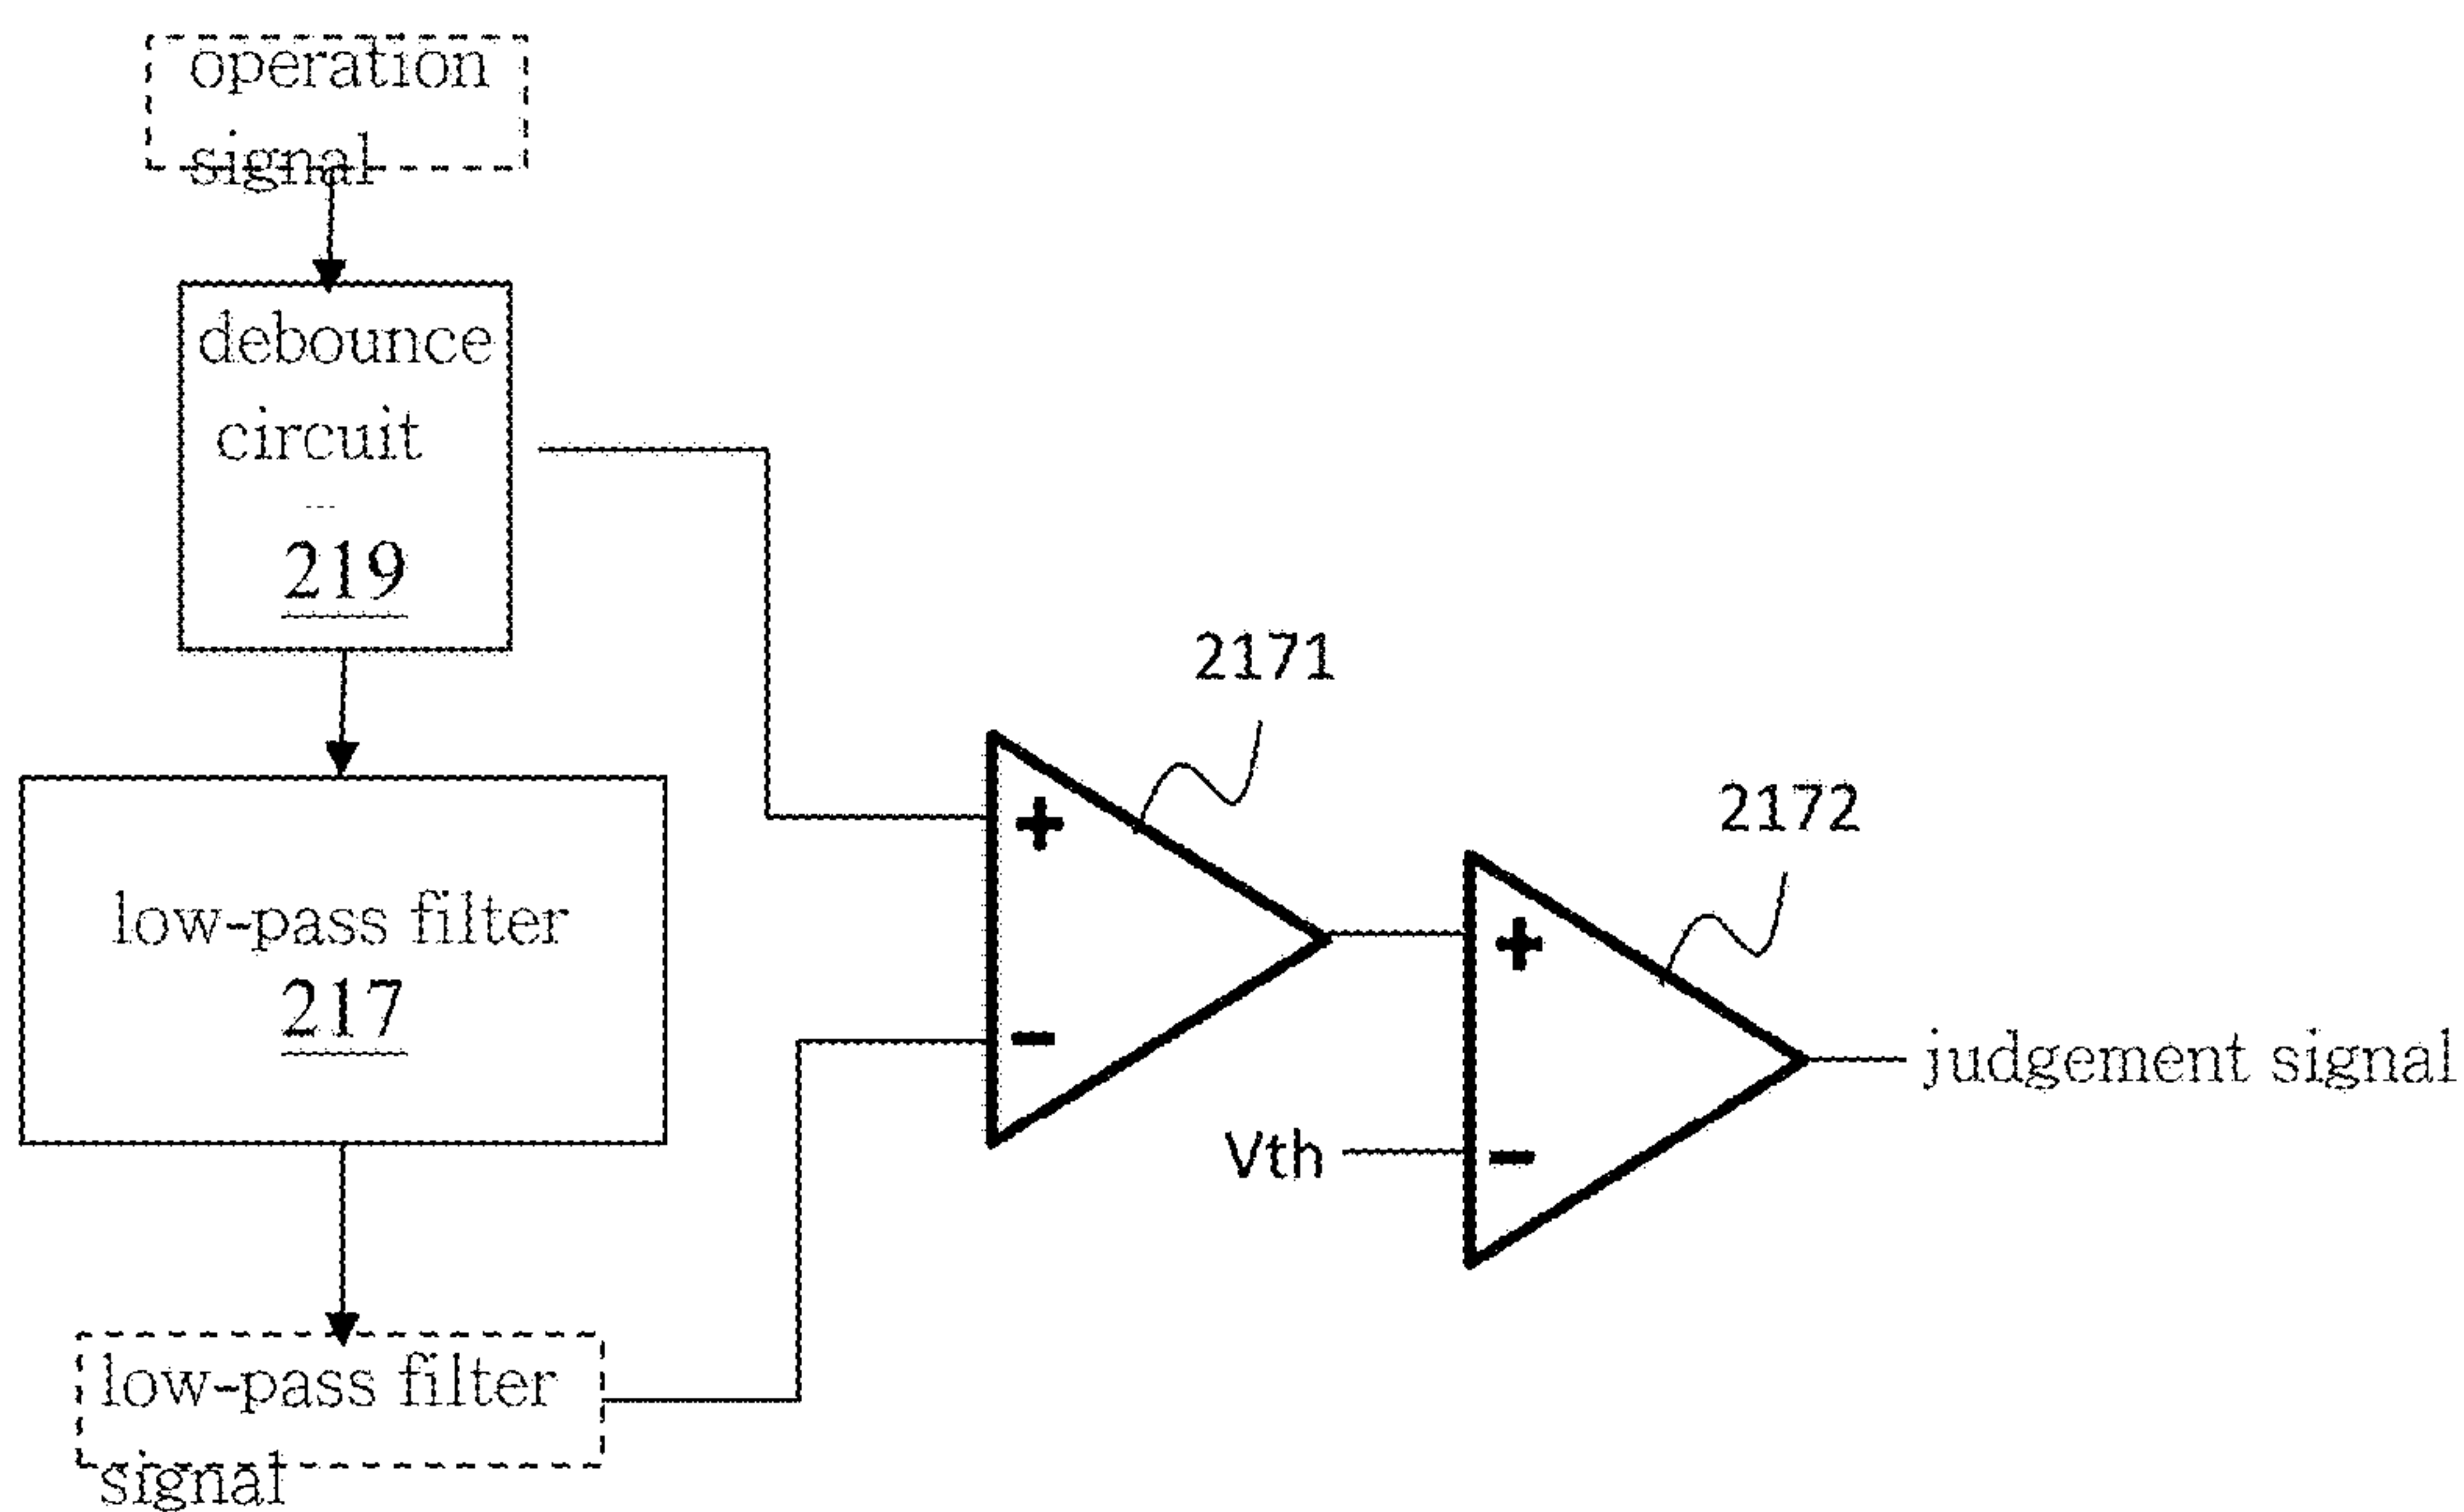 operation
signal
debounce
circuit
219
2171
2172
+
+
low-pass filter
217
-
judgement signal
Vth
-
low-pass filter
signal